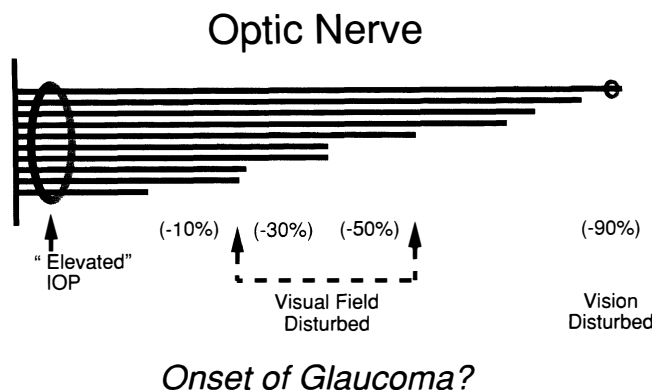 Optic Nerve
(-10%) (-30%) (-50%) (-90%)
" Elevated"
IOP
Visual Field
Disturbed
Vision
Disturbed
Onset of Glaucoma?